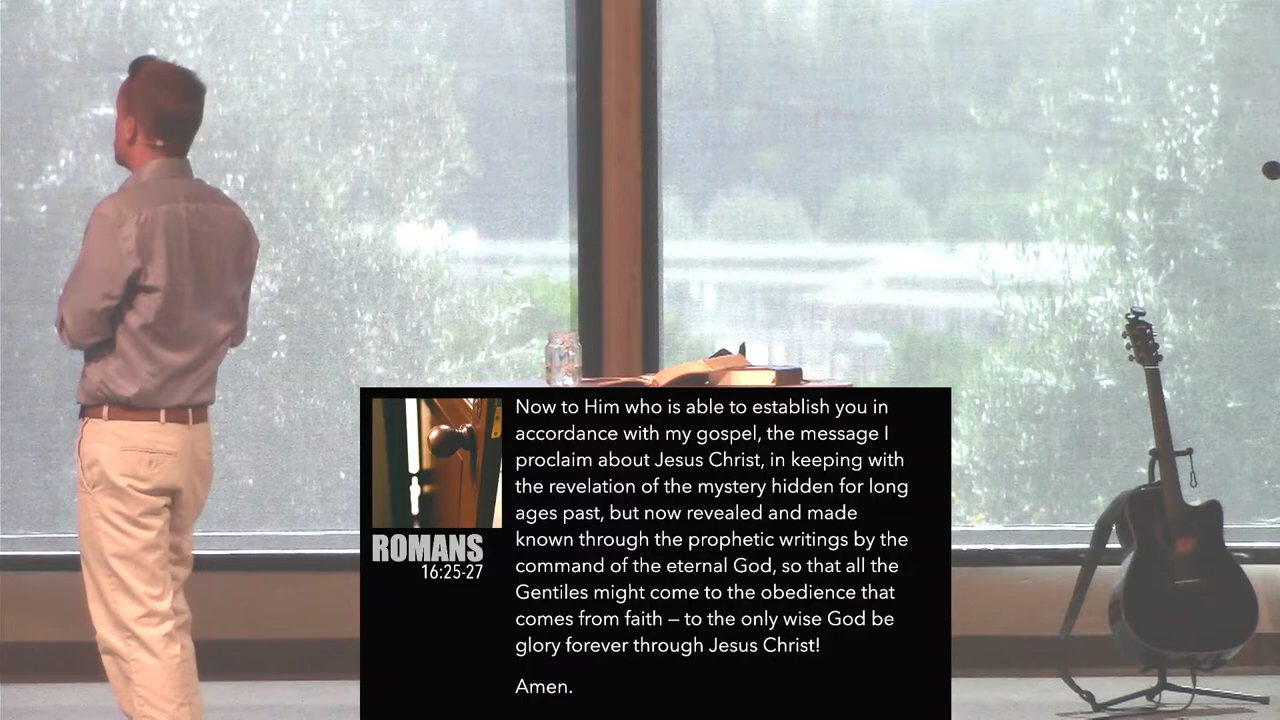 Now to Him who is able to establish you in
accordance with my gospel, the message I
proclaim about Jesus Christ, in keeping with
the revelation of the mystery hidden for long
ages past, but now revealed and made
known through the prophetic writings by the
command of the eternal God, so that all the
Gentiles might come to the obedience that
comes from faith – to the only wise God be
glory forever through Jesus Christ!
Amen.
ROMANS
16:25-27